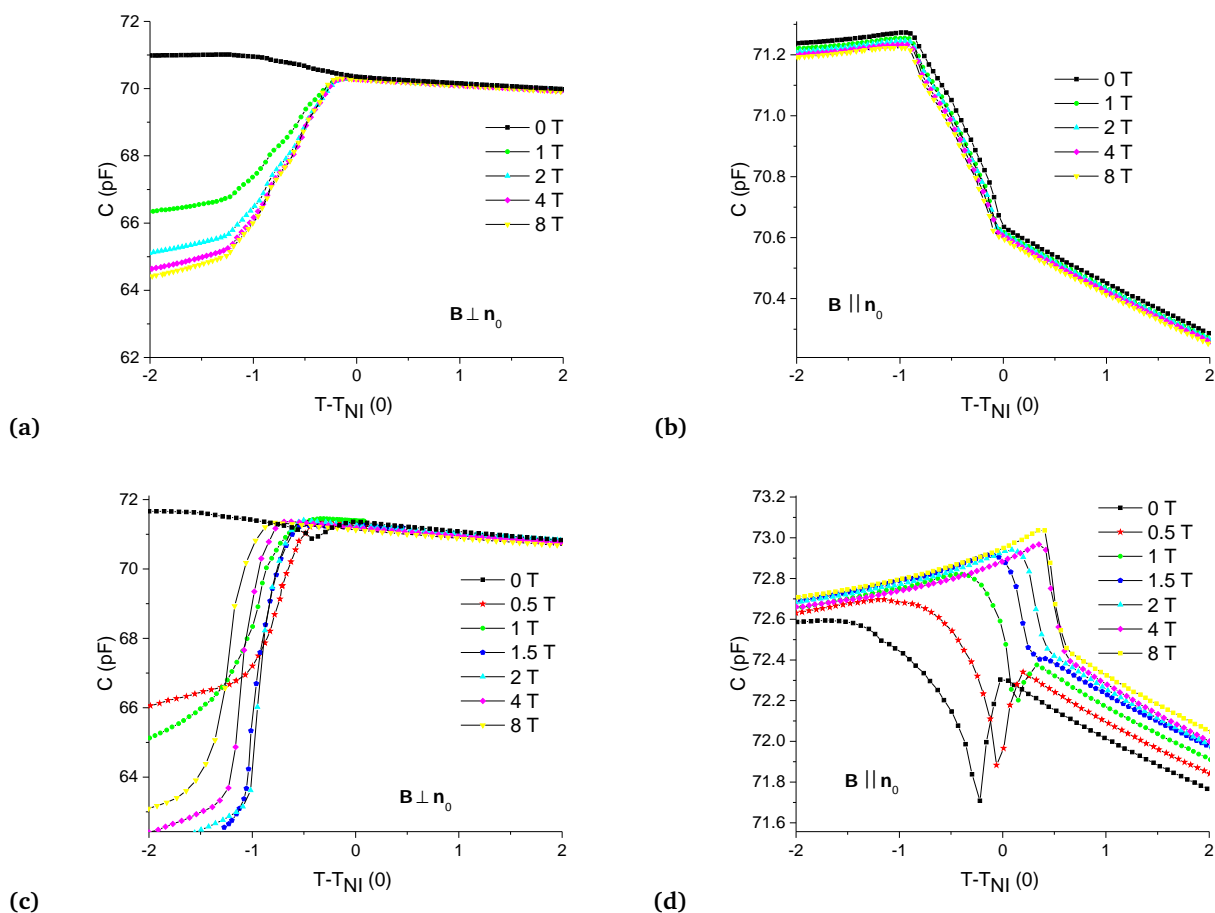 72
70
68
66
64
62
C (pF)
-2 -1 0 1 2
T-TNI (0)
0 T
1 T
2 T
4 T
8 T
B ⊥ n0
(a)
71.2
71.0
70.8
70.6
70.4
C (pF)
-2 -1 0 1 2
T-TNI (0)
0 T
1 T
2 T
4 T
8 T
B || n0
(b)
72
70
68
66
64
C (pF)
-2 -1 0 1 2
T-TNI (0)
0 T
0.5 T
1 T
1.5 T
2 T
4 T
8 T
B ⊥ n0
(c)
73.2
73.0
72.8
72.6
72.4
72.2
72.0
71.8
71.6
C (pF)
-2 -1 0 1 2
T-TNI (0)
0 T
0.5 T
1 T
1.5 T
2 T
4 T
8 T
B || n0
(d)